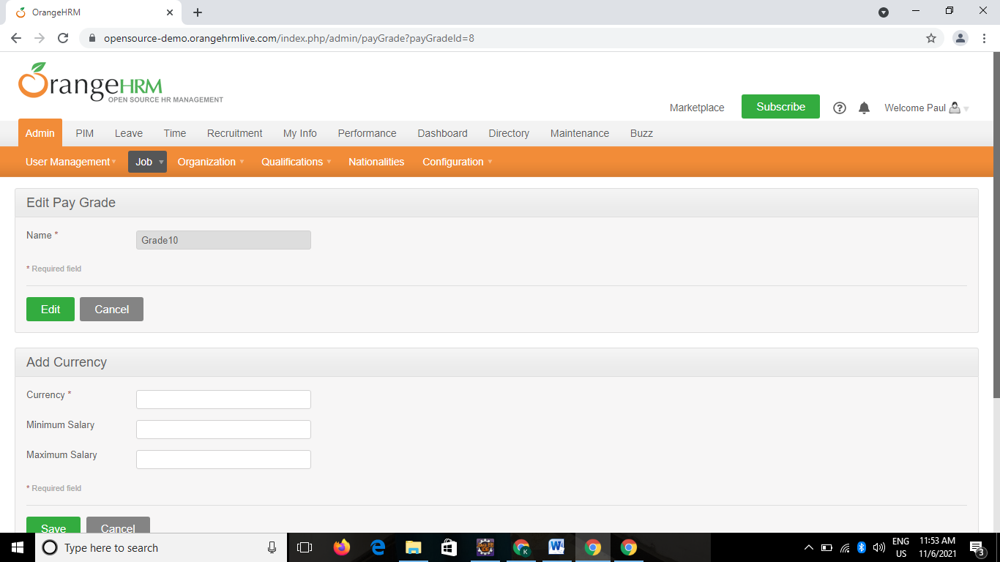 OrangeHRM
opensource-demo.orangehrmlive.com/index.php/admin/payGrade?payGradeId=8
OrangeHRM
OPEN SOURCE HR MANAGEMENT
Marketplace Subscribe Welcome Paul
Admin PIM Leave Time Recruitment My Info Performance Dashboard Directory Maintenance Buzz
User Management Job Organization Qualifications Nationalities Configuration
Edit Pay Grade
Name * Grade10
* Required field
Edit Cancel
Add Currency
Currency *
Minimum Salary
Maximum Salary
* Required field
Save Cancel
Type here to search
ENG 11:53 AM
US 11/6/2021
3